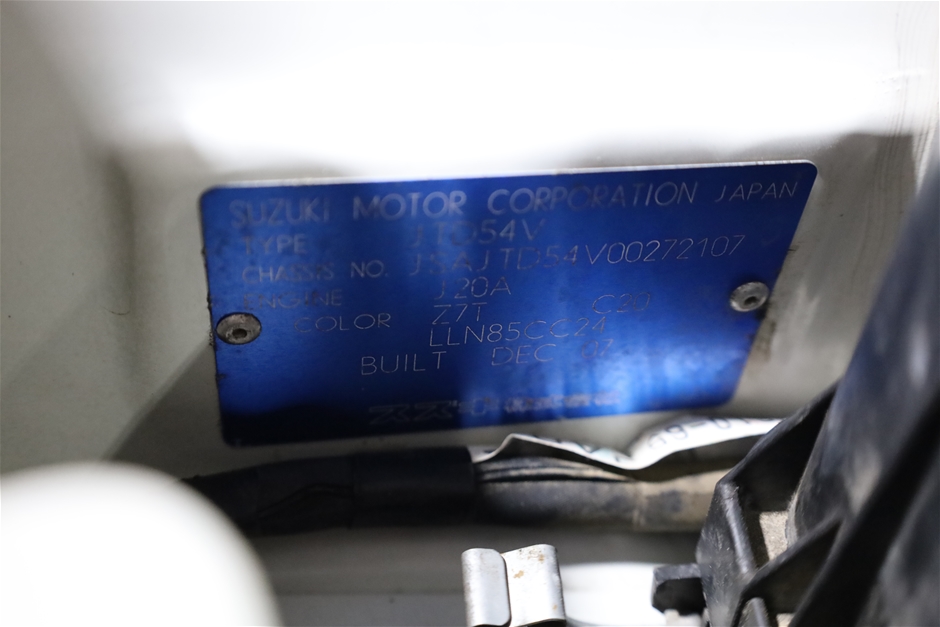 SUZUKI MOTOR CORPORATION JAPAN
TYPE JTD54V
CHASSIS NO. JSAJTD54V00272107
ENGINE J20A
COLOR Z7T C20
LLN85CC24
BUILT DEC 07